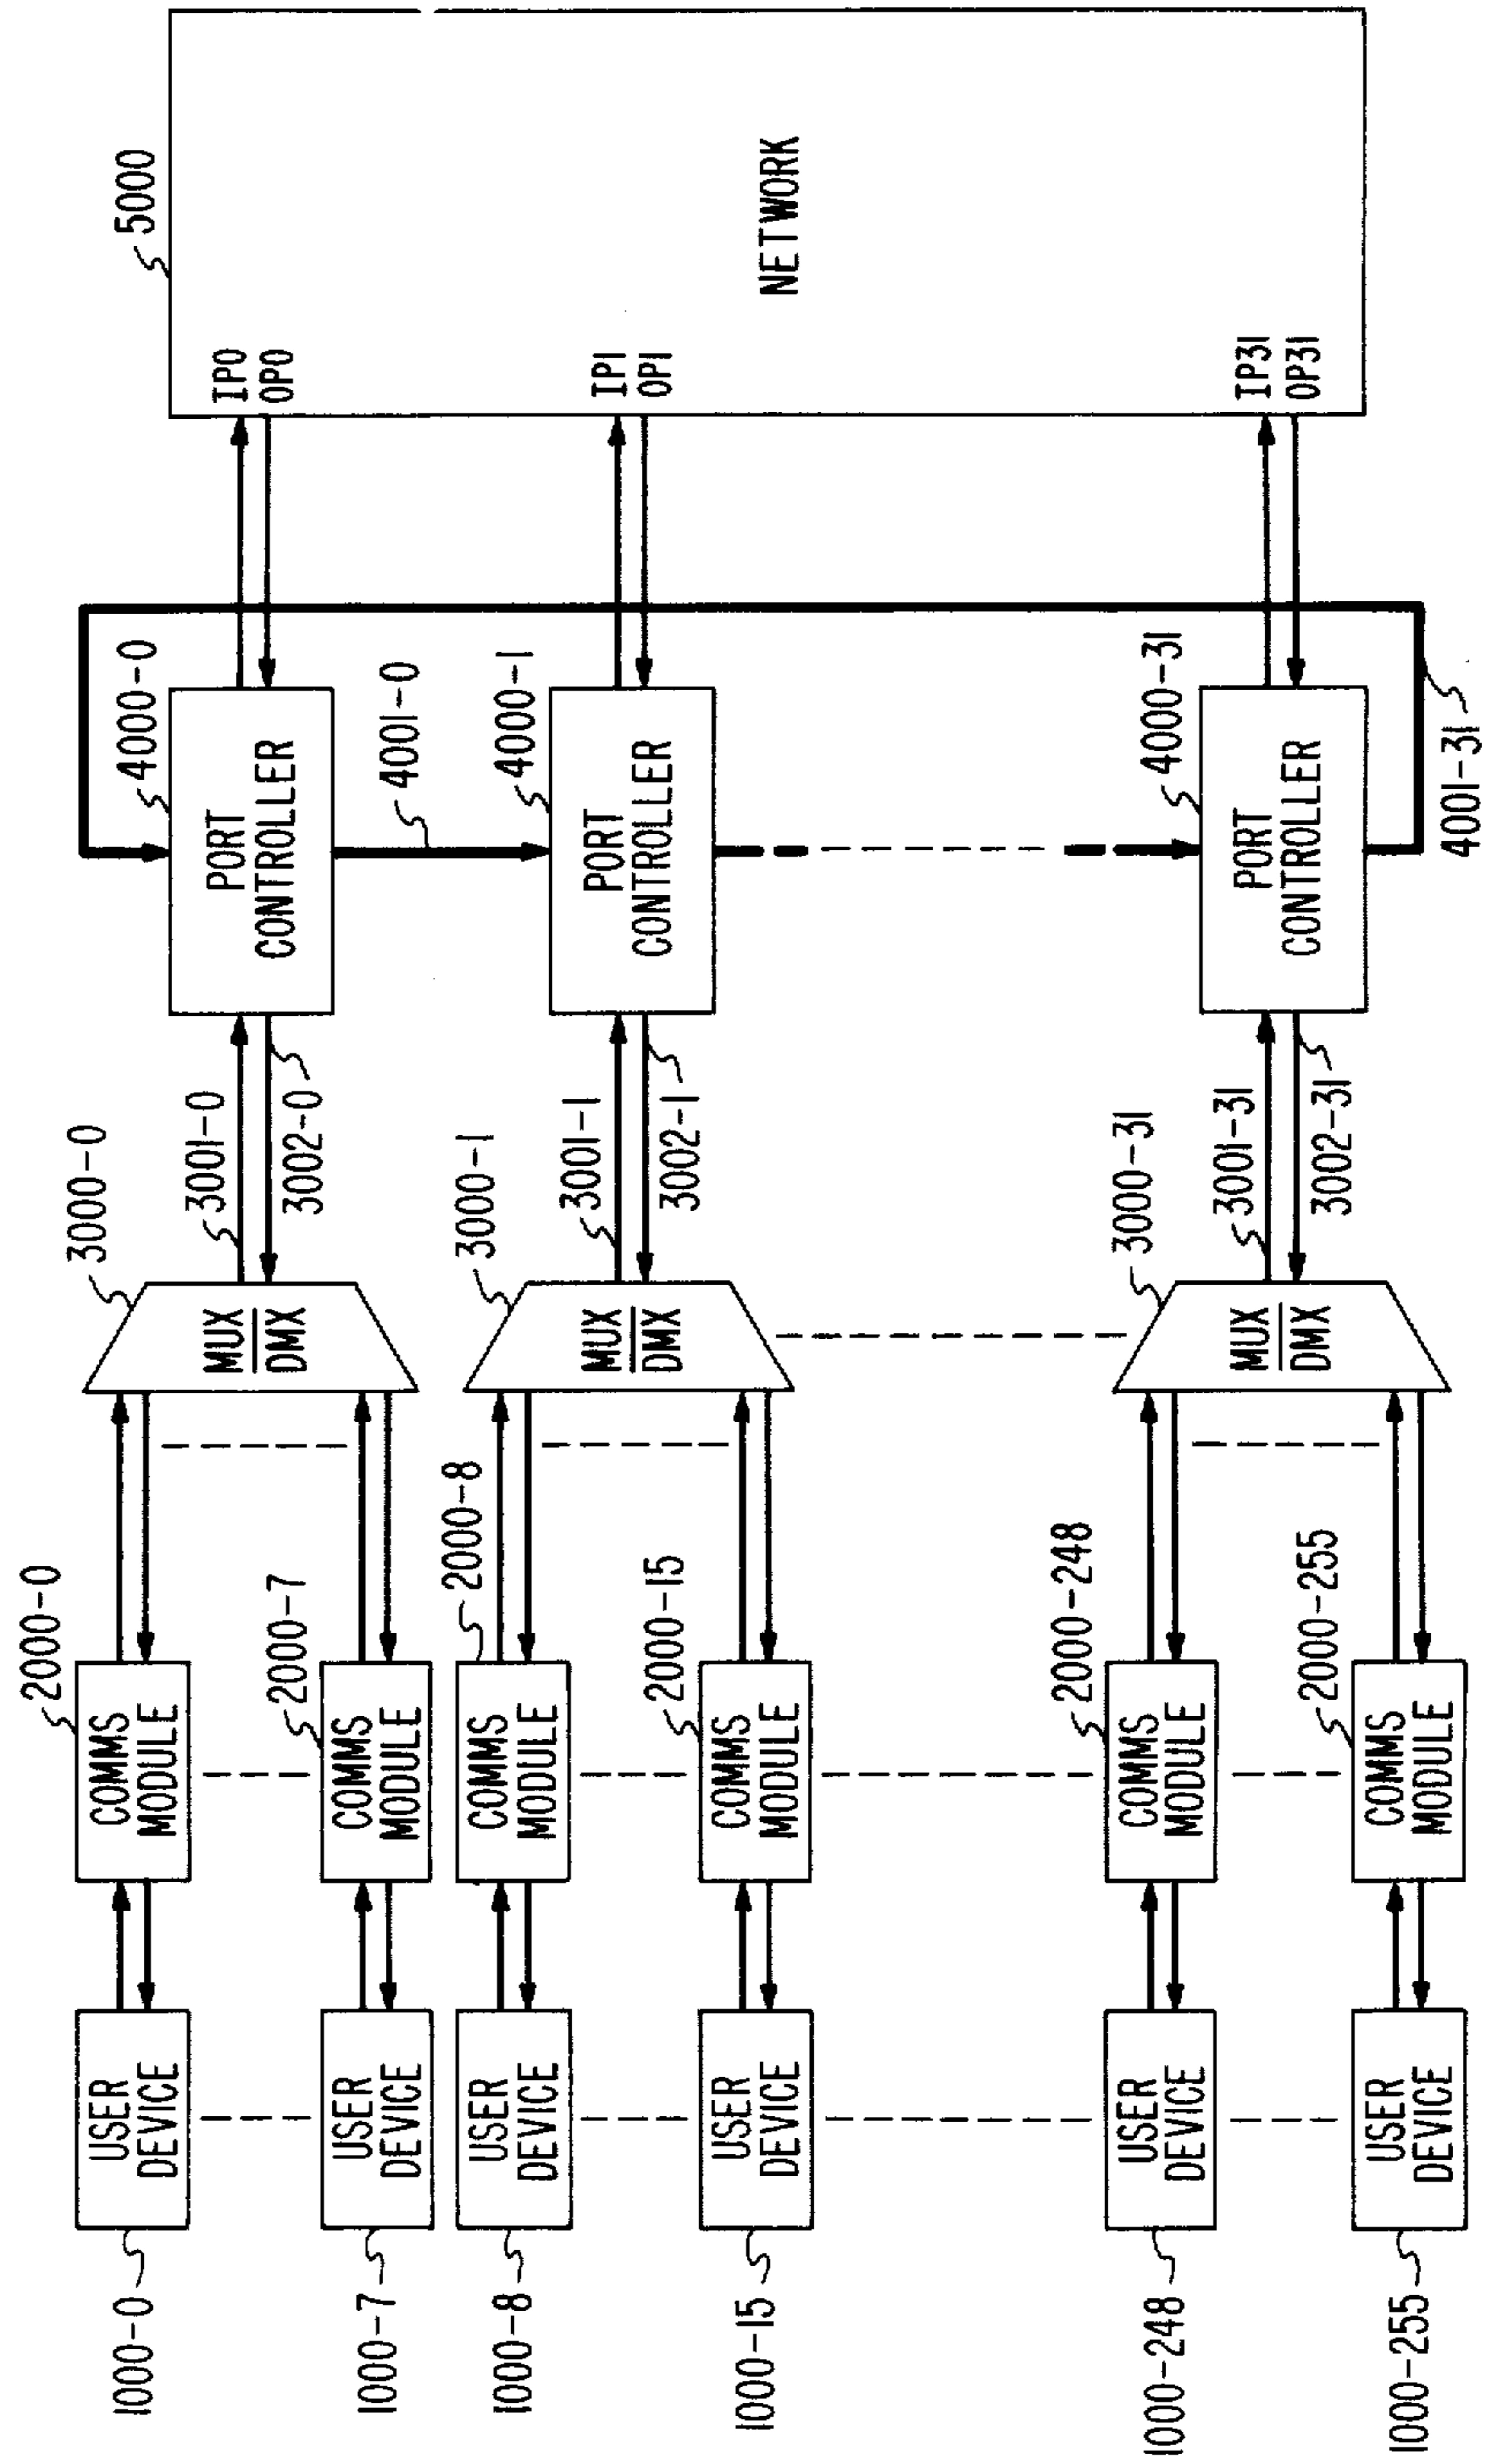 1000-0
USER
DEVICE
2000-0
COMMS
MODULE
3000-0
MUX
DMX
3001-0
3002-0
4000-0
PORT
CONTROLLER
4001-0
IP0
OP0
5000
NETWORK
1000-7
USER
DEVICE
2000-7
COMMS
MODULE
1000-8
USER
DEVICE
2000-8
COMMS
MODULE
3000-1
MUX
DMX
3001-1
3002-1
4000-1
PORT
CONTROLLER
IP1
OP1
1000-15
USER
DEVICE
2000-15
COMMS
MODULE
1000-248
USER
DEVICE
2000-248
COMMS
MODULE
3000-31
MUX
DMX
3001-31
3002-31
4000-31
PORT
CONTROLLER
4001-31
IP31
OP31
1000-255
USER
DEVICE
2000-255
COMMS
MODULE